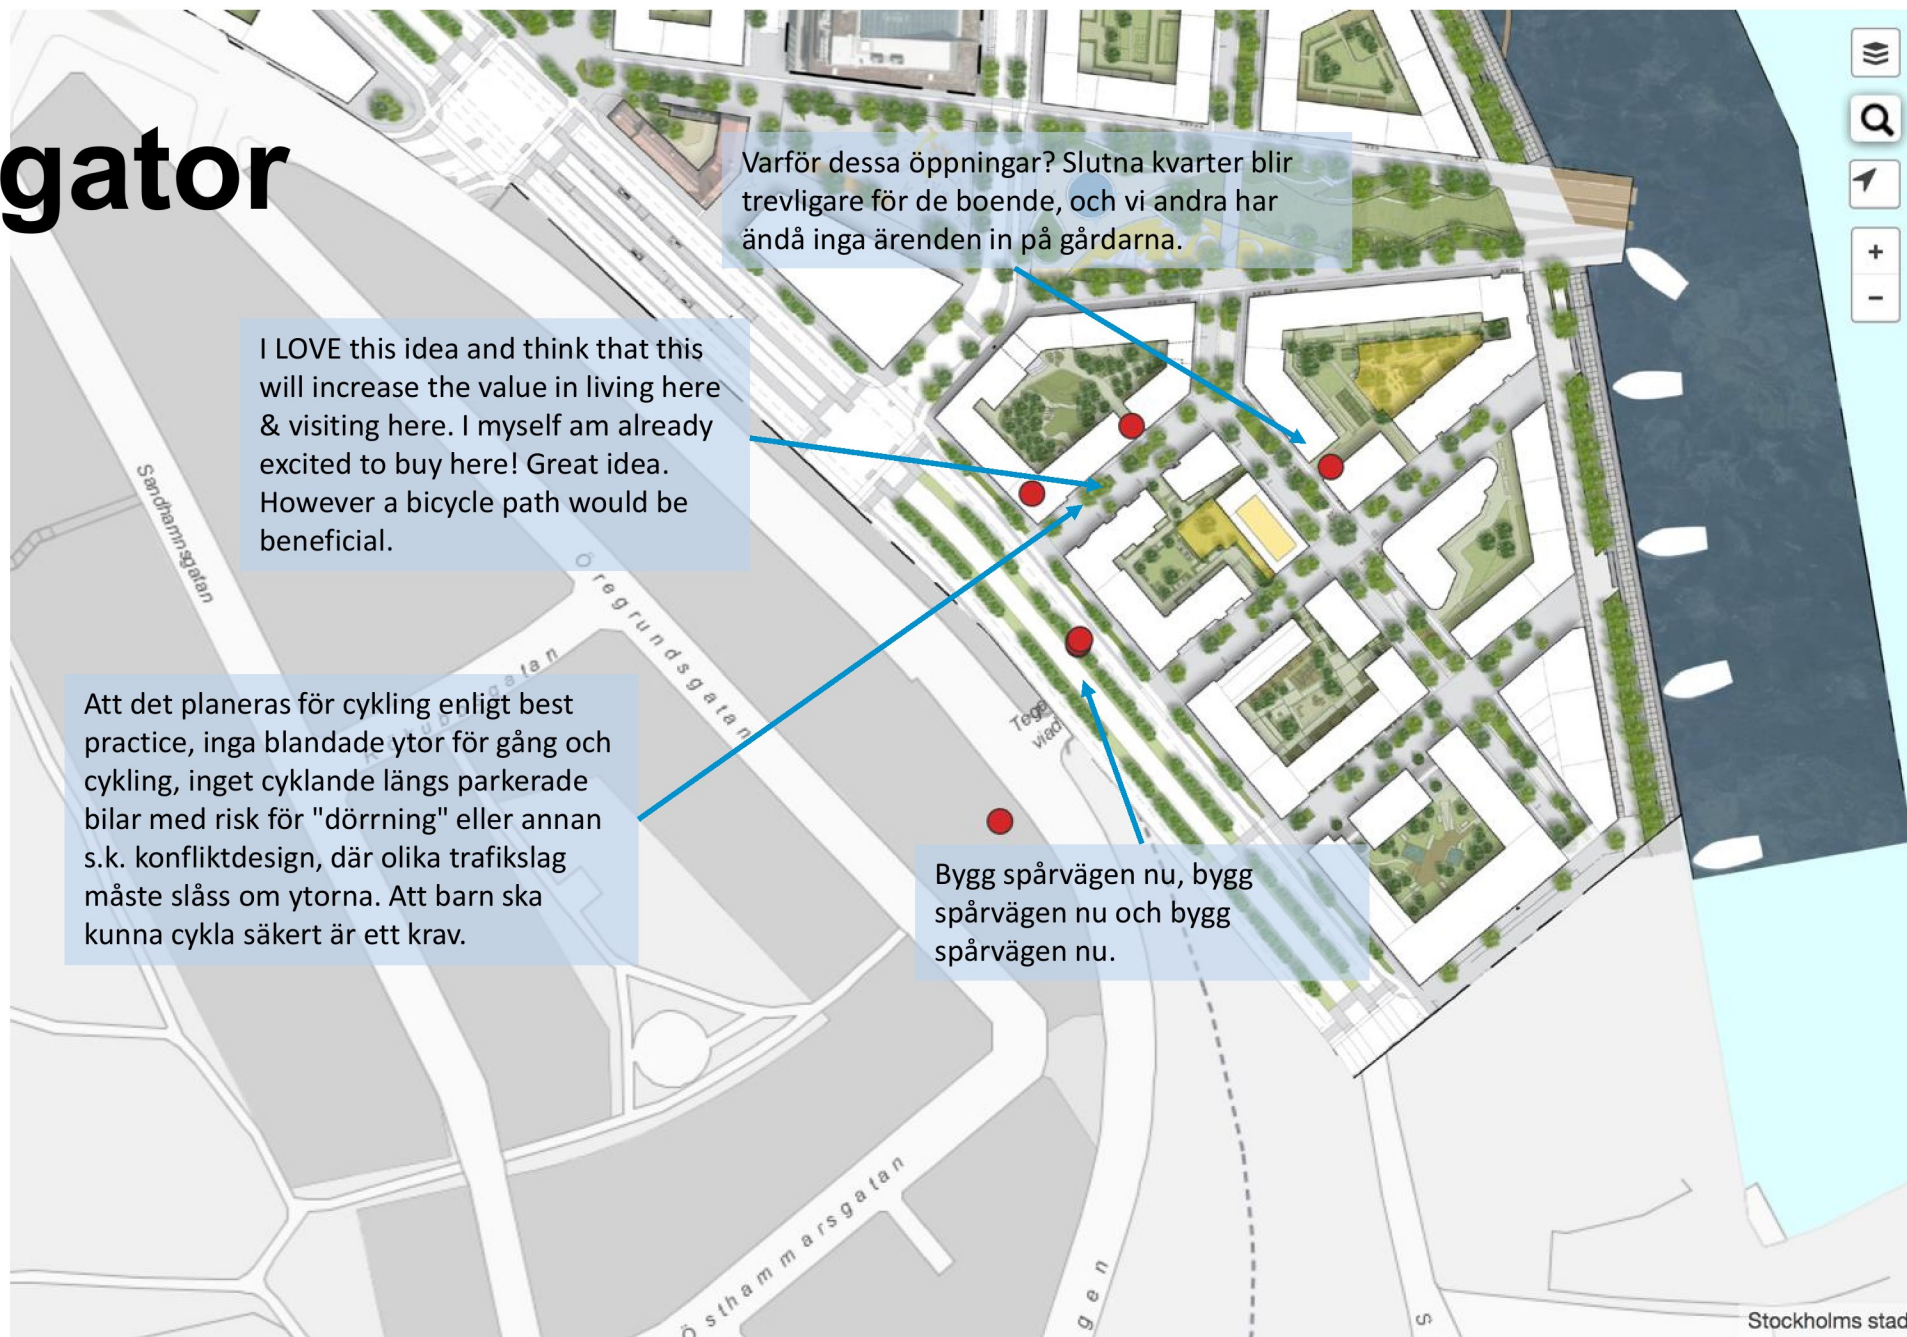 gator
Varför dessa öppningar? Slutna kvarter blir
trevligare för de boende, och vi andra har
ändå inga ärenden in på gårdarna.
I LOVE this idea and think that this
will increase the value in living here
& visiting here. I myself am already
excited to buy here! Great idea.
However a bicycle path would be
beneficial.
Sandhamnsgatan
Öregrundsgatan
Att det planeras för cykling enligt best
practice, inga blandade ytor för gång och
cykling, inget cyklande längs parkerade
bilar med risk för "dörrning" eller annan
s.k. konfliktdesign, där olika trafikslag
måste slåss om ytorna. Att barn ska
kunna cykla säkert är ett krav.
Bygg spårvägen nu, bygg
spårvägen nu och bygg
spårvägen nu.
Östhammarsgatan
gen
S
+
−
Stockholms stad